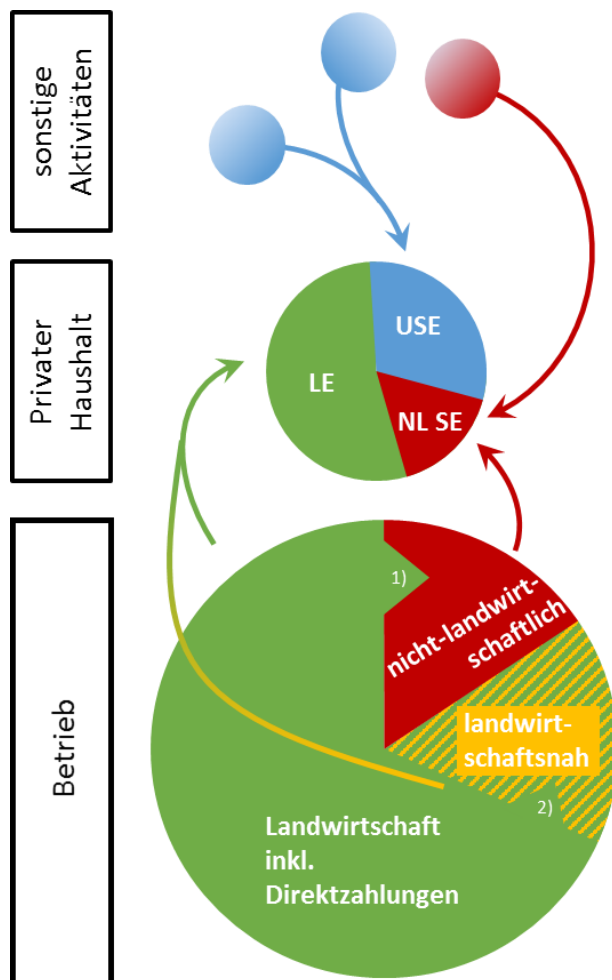 sonstige
Aktivitäten
Privater
Haushalt
USE
LE
NL SE
Betrieb
1)
nicht-landwirt-
schaftlich
landwirt-
schaftsnah
2)
Landwirtschaft
inkl.
Direktzahlungen